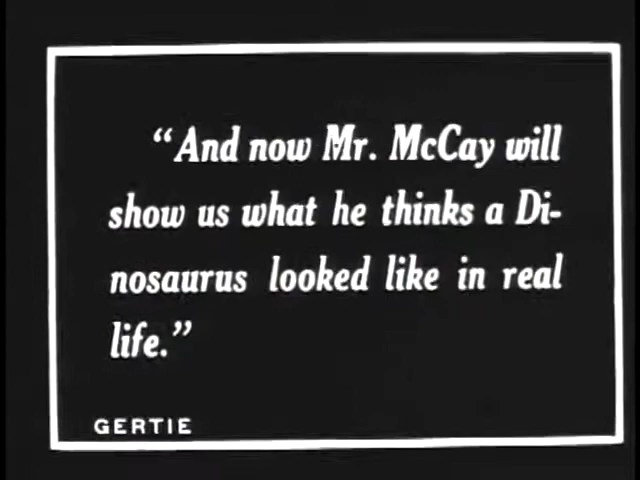 “And now Mr. McCay will
show us what he thinks a Di-
nosaurus looked like in real
life.”
GERTIE